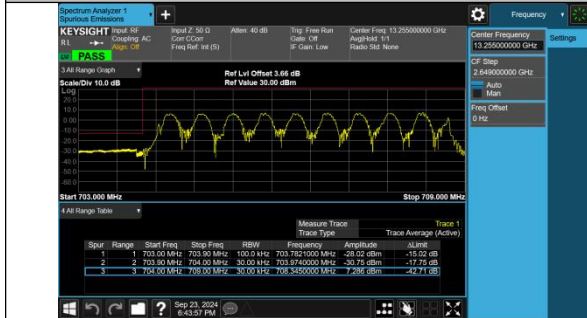 Spectrum Analyzer 1
Spurious Emissions
+
Frequency
KEYSIGHT Input: RF
R L
Coupling: AC
Align: Off
Input Z: 50 Ω
Corr CCorr
Freq Ref: Int (S)
Atten: 40 dB
Trig: Free Run
Gate: Off
IF Gain: Low
Center Freq: 13.255000000 GHz
Avg|Hold: 1/1
Radio Std: None
PASS
Center Frequency
13.255000000 GHz
Settings
CF Step
2.649000000 GHz
Auto
Man
Freq Offset
0 Hz
3 All Range Graph
Scale/Div 10.0 dB
Ref Lvl Offset 3.66 dB
Ref Value 30.00 dBm
Log
20.0
10.0
0.00
-10.0
-20.0
-30.0
-40.0
-50.0
-60.0
Start 703.000 MHz
Stop 709.000 MHz
4 All Range Table
Measure Trace Trace 1
Trace Type Trace Average (Active)
Spur Range Start Freq Stop Freq RBW Frequency Amplitude ΔLimit
1 1 703.00 MHz 703.90 MHz 100.0 kHz 703.7821000 MHz -28.02 dBm -15.02 dB
2 2 703.90 MHz 704.00 MHz 30.00 kHz 703.9740000 MHz -30.75 dBm -17.75 dB
3 3 704.00 MHz 709.00 MHz 30.00 kHz 708.3450000 MHz 7.286 dBm -42.71 dB
?
Sep 23, 2024
6:43:57 PM